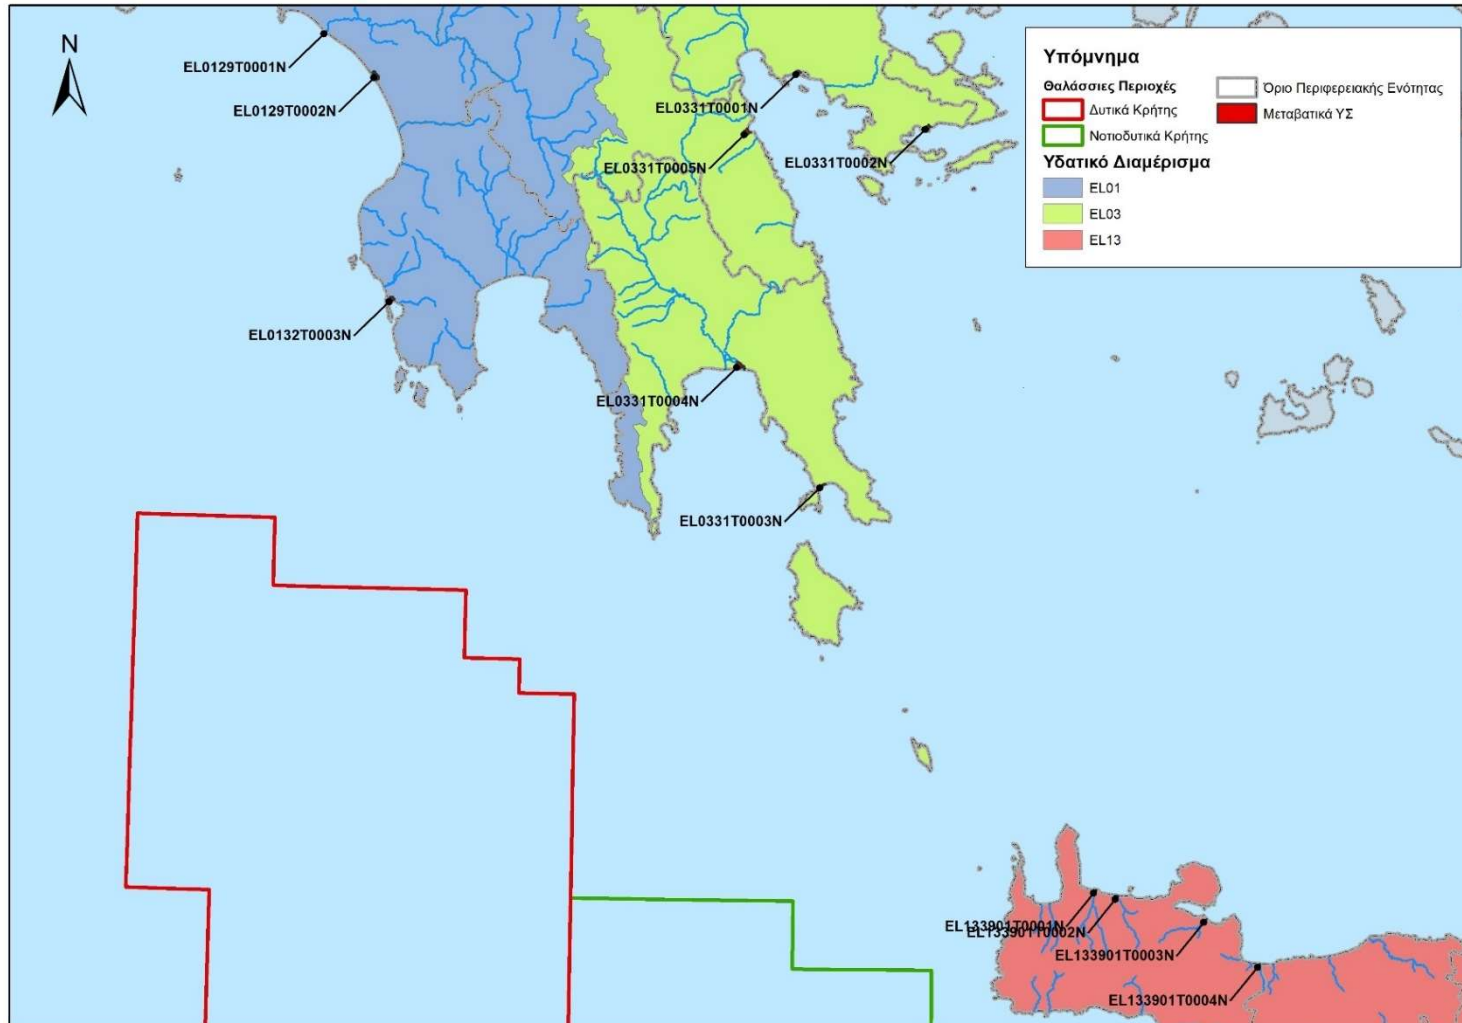 N
EL0129T0001N
EL0129T0002N
EL0331T0001N
EL0331T0005N
EL0331T0002N
EL0132T0003N
EL0331T0004N
EL0331T0003N
EL133901T0001N
EL133901T0002N
EL133901T0003N
EL133901T0004N
Υπόμνημα
Θαλάσσιες Περιοχές
Δυτικά Κρήτης
Νοτιοδυτικά Κρήτης
Υδατικό Διαμέρισμα
EL01
EL03
EL13
Όριο Περιφερειακής Ενότητας
Μεταβατικά ΥΣ